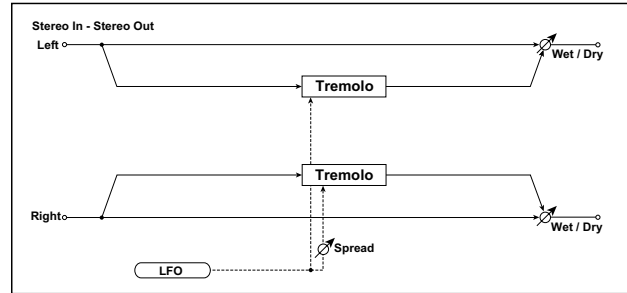 Stereo In - Stereo Out
Left
Wet / Dry
Tremolo
Tremolo
Right
Wet / Dry
Spread
LFO